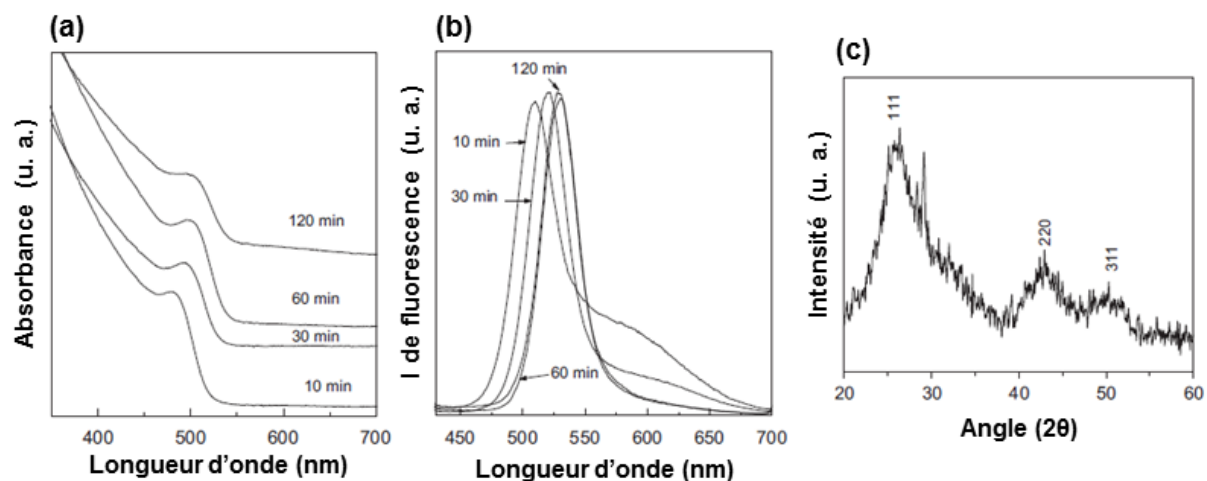 (a)
Absorbance (u. a.)
120 min
60 min
30 min
10 min
400 500 600 700
Longueur d'onde (nm)
(b)
I de fluorescence (u. a.)
120 min
10 min
30 min
60 min
450 500 550 600 650 700
Longueur d'onde (nm)
(c)
Intensité (u. a.)
111
220
311
20 30 40 50 60
Angle (2θ)